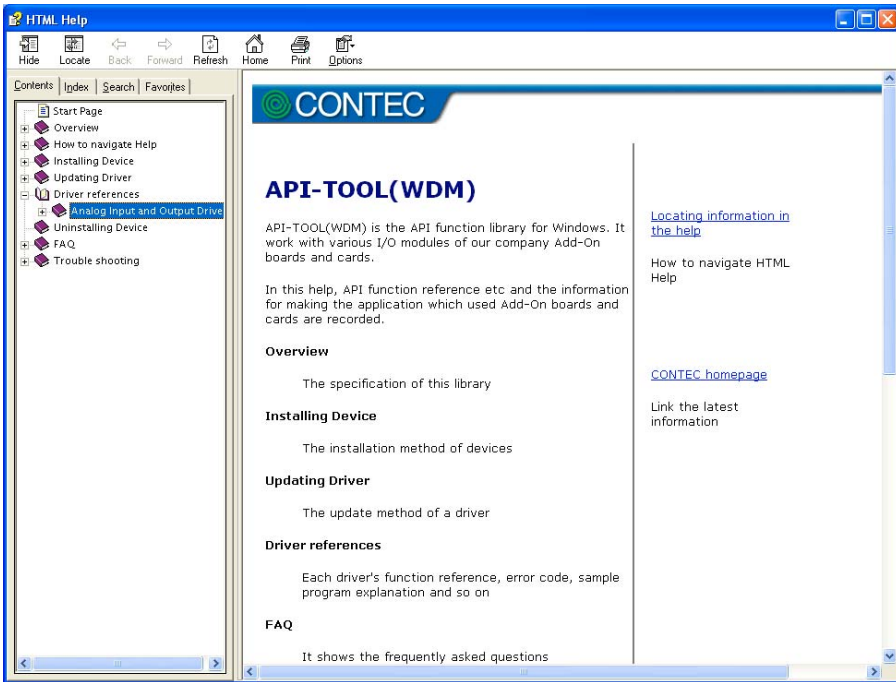 HTML Help
Hide Locate Back Forward Refresh Home Print Options
Contents Index Search Favorites
Start Page
Overview
How to navigate Help
Installing Device
Updating Driver
Driver references
Analog Input and Output Drive
Uninstalling Device
FAQ
Trouble shooting
CONTEC
API-TOOL(WDM)
API-TOOL(WDM) is the API function library for Windows. It
work with various I/O modules of our company Add-On
boards and cards.
In this help, API function reference etc and the information
for making the application which used Add-On boards and
cards are recorded.
Overview
The specification of this library
Installing Device
The installation method of devices
Updating Driver
The update method of a driver
Driver references
Each driver's function reference, error code, sample
program explanation and so on
FAQ
It shows the frequently asked questions
Locating information in
the help
How to navigate HTML
Help
CONTEC homepage
Link the latest
information